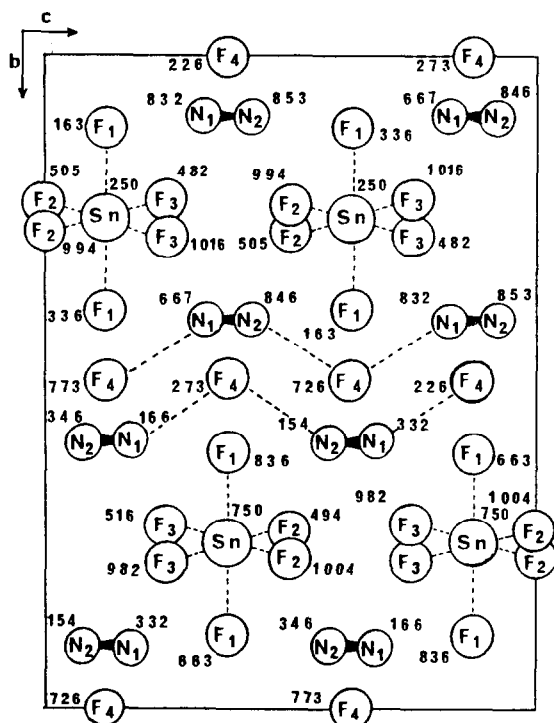 c
b
226 F4 273 F4
832 853 667 846
163 F1 N1 N2 F1 336 N1 N2
505 482 994 1016
F2 250 F3 F2 250 F3
F2 Sn F3 F2 Sn F3
994 1016 505 482
667 846 832 853
336 F1 N1 N2 F1 N1 N2
163
773 F4 273 F4 726 F4 226 F4
346 166 154 332
N2 N1 N2 N1
F1 836 F1 663
982 1004
516 750 494 750
F3 F2 F3 F2
F3 Sn F2 F3 Sn F2
982 1004
154 332 346 166
N2 N1 F1 N2 N1 F1
663 836
726 F4 773 F4